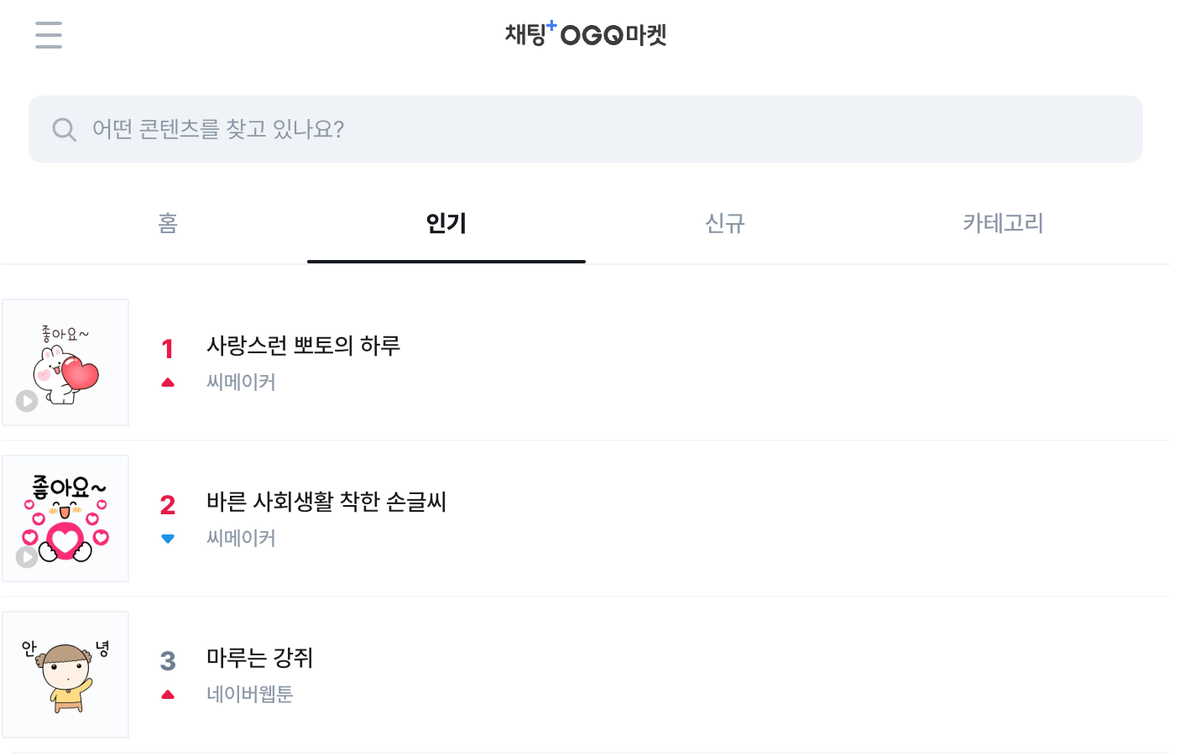 채팅+ OGQ마켓
어떤 콘텐츠를 찾고 있나요?
홈 인기 신규 카테고리
좋아요~
1 사랑스런 뽀토의 하루
씨메이커
좋아요~
2 바른 사회생활 착한 손글씨
씨메이커
안녕
3 마루는 강쥐
네이버웹툰